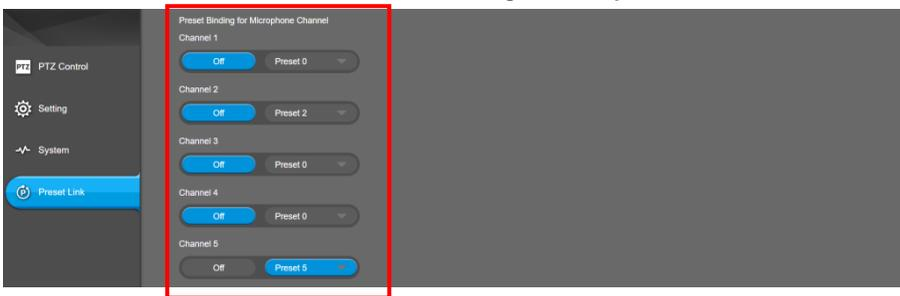 Preset Binding for Microphone Channel
Channel 1
Off Preset 0
PTZ PTZ Control
Channel 2
Setting
Off Preset 2
Channel 3
System
Off Preset 0
P Preset Link
Channel 4
Off Preset 0
Channel 5
Off Preset 5